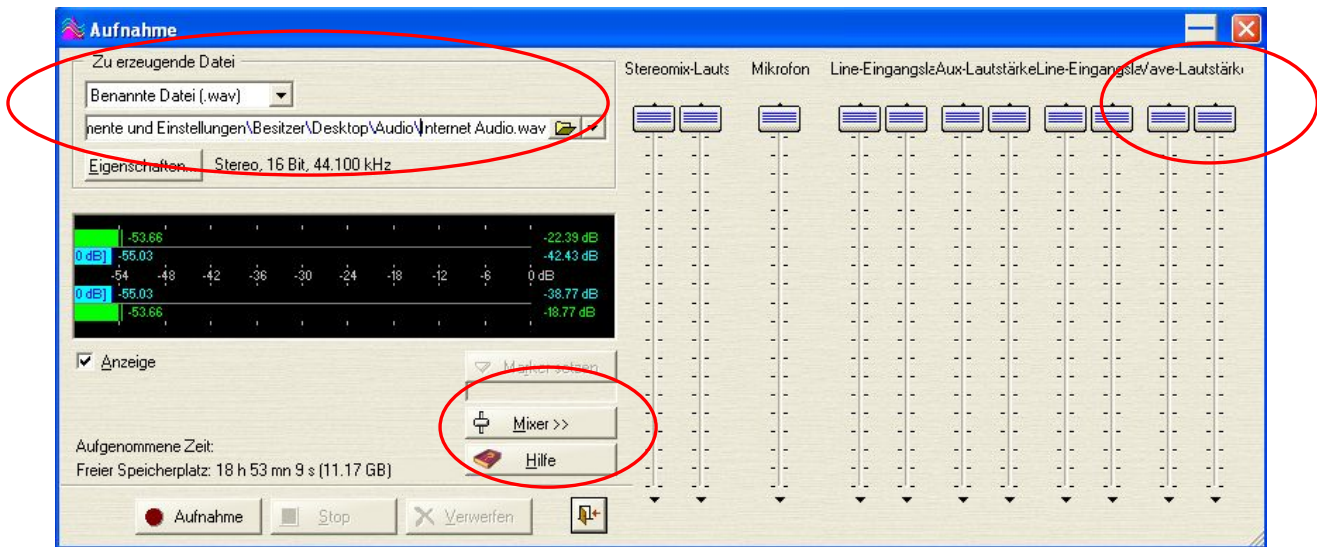 Aufnahme
Zu erzeugende Datei
Benannte Datei (.wav)
nente und Einstellungen\Besitzer\Desktop\Audio\Internet Audio.wav
Eigenschaften... Stereo, 16 Bit, 44.100 kHz
Stereomix-Lauts Mikrofon Line-Eingangsla Aux-Lautstärke Line-Eingangsla Wave-Lautstärk
-53.66 -22.39 dB
0 dB] -55.03 -42.43 dB
-54 -48 -42 -36 -30 -24 -18 -12 -6 0 dB
0 dB] -55.03 -38.77 dB
-53.66 -18.77 dB
Anzeige
Marker setzen
Mixer >>
Aufgenommene Zeit:
Hilfe
Freier Speicherplatz: 18 h 53 mn 9 s (11.17 GB)
Aufnahme Stop Verwerfen